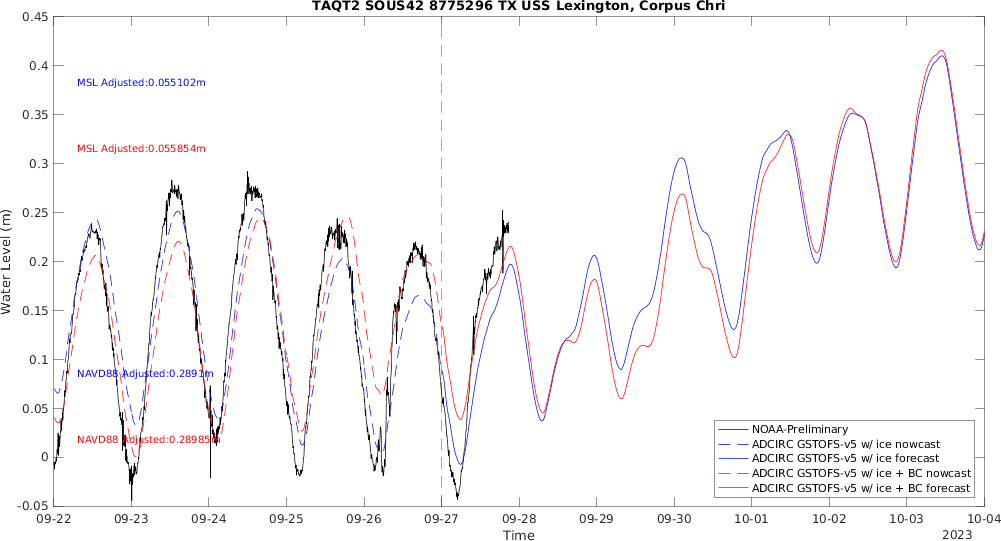 TAQT2 SOUS42 8775296 TX USS Lexington, Corpus Chri
0.45
0.4
0.35
0.3
0.25
0.2
0.15
0.1
0.05
0
-0.05
Water Level (m)
MSL Adjusted:0.055102m
MSL Adjusted:0.055854m
NAVD88 Adjusted:0.2891m
NAVD88 Adjusted:0.28985m
NOAA-Preliminary
ADCIRC GSTOFS-v5 w/ ice nowcast
ADCIRC GSTOFS-v5 w/ ice forecast
ADCIRC GSTOFS-v5 w/ ice + BC nowcast
ADCIRC GSTOFS-v5 w/ ice + BC forecast
09-22 09-23 09-24 09-25 09-26 09-27 09-28 09-29 09-30 10-01 10-02 10-03 10-04
Time
2023